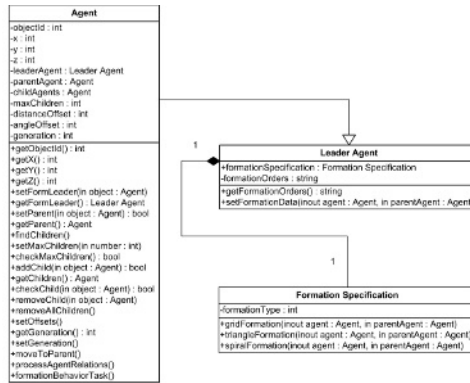 Agent
-objectId : int
-x : int
-y : int
-z : int
-leaderAgent : Leader Agent
-parentAgent : Agent
-childAgents : Agent
-maxChildren : int
-distanceOffset : int
-angleOffset : int
-generation : int
+getObjectId() : int
+getX() : int
+getY() : int
+getZ() : int
+setFormLeader(in object : Agent)
+getFormLeader() : Leader Agent
+setParent(in object : Agent) : bool
+getParent() : Agent
+findChildren()
+setMaxChildren(in number : int)
+checkMaxChildren() : bool
+addChild(in object : Agent) : bool
+getChildren() : Agent
+checkChild(in object : Agent) : bool
+removeChild(in object : Agent)
+removeAllChildren()
+setOffsets()
+getGeneration() : int
+setGeneration()
+moveToParent()
+processAgentRelations()
+formationBehaviorTask()
1
Leader Agent
+formationSpecification : Formation Specification
-formationOrders : string
+getFormationOrders() : string
+setFormationData(inout agent : Agent, in parentAgent : Agent)
1
Formation Specification
-formationType : int
+gridFormation(inout agent : Agent, in parentAgent : Agent)
+triangleFormation(inout agent : Agent, in parentAgent : Agent)
+spiralFormation(inout agent : Agent, in parentAgent : Agent)